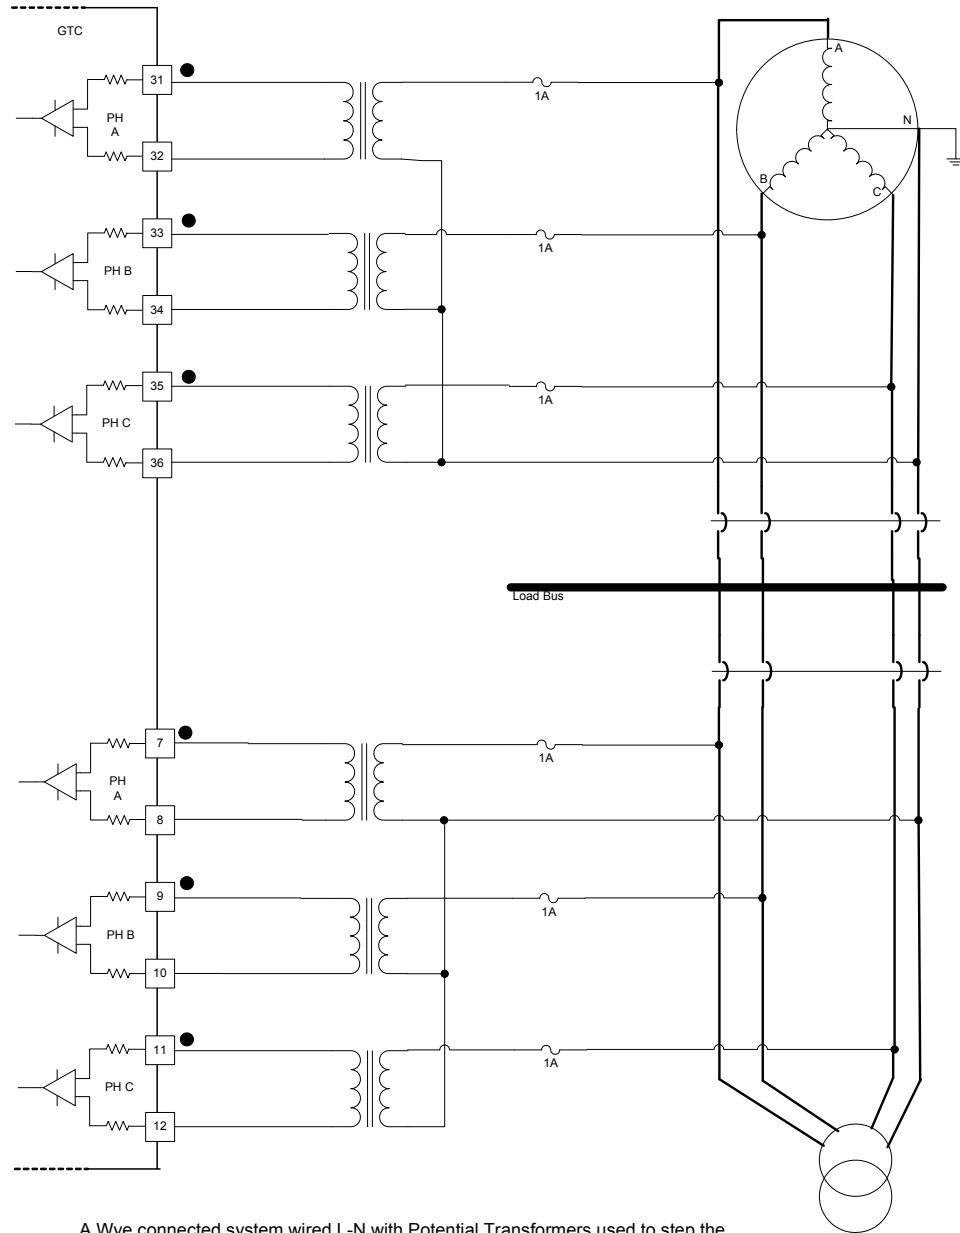 GTC
A
31
1A
PH
A
N
32
B
C
33
1A
PH B
34
35
1A
PH C
36
Load Bus
7
1A
PH
A
8
9
1A
PH B
10
11
1A
PH C
12
A Wye connected system wired L-N with Potential Transformers used to step the